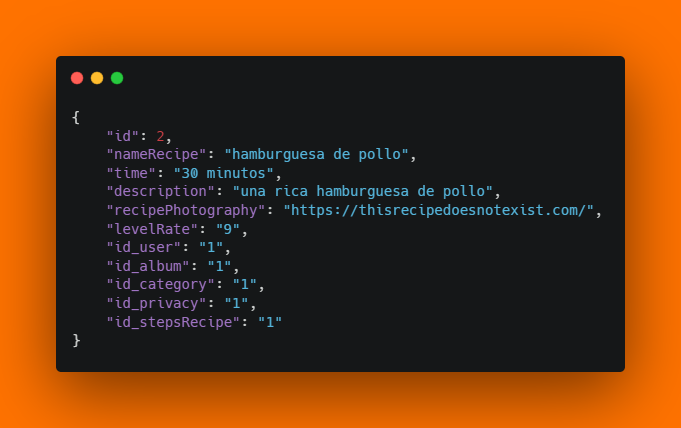 {
    "id": 2,
    "nameRecipe": "hamburguesa de pollo",
    "time": "30 minutos",
    "description": "una rica hamburguesa de pollo",
    "recipePhotography": "https://thisrecipedoesnotexist.com/",
    "levelRate": "9",
    "id_user": "1",
    "id_album": "1",
    "id_category": "1",
    "id_privacy": "1",
    "id_stepsRecipe": "1"
}